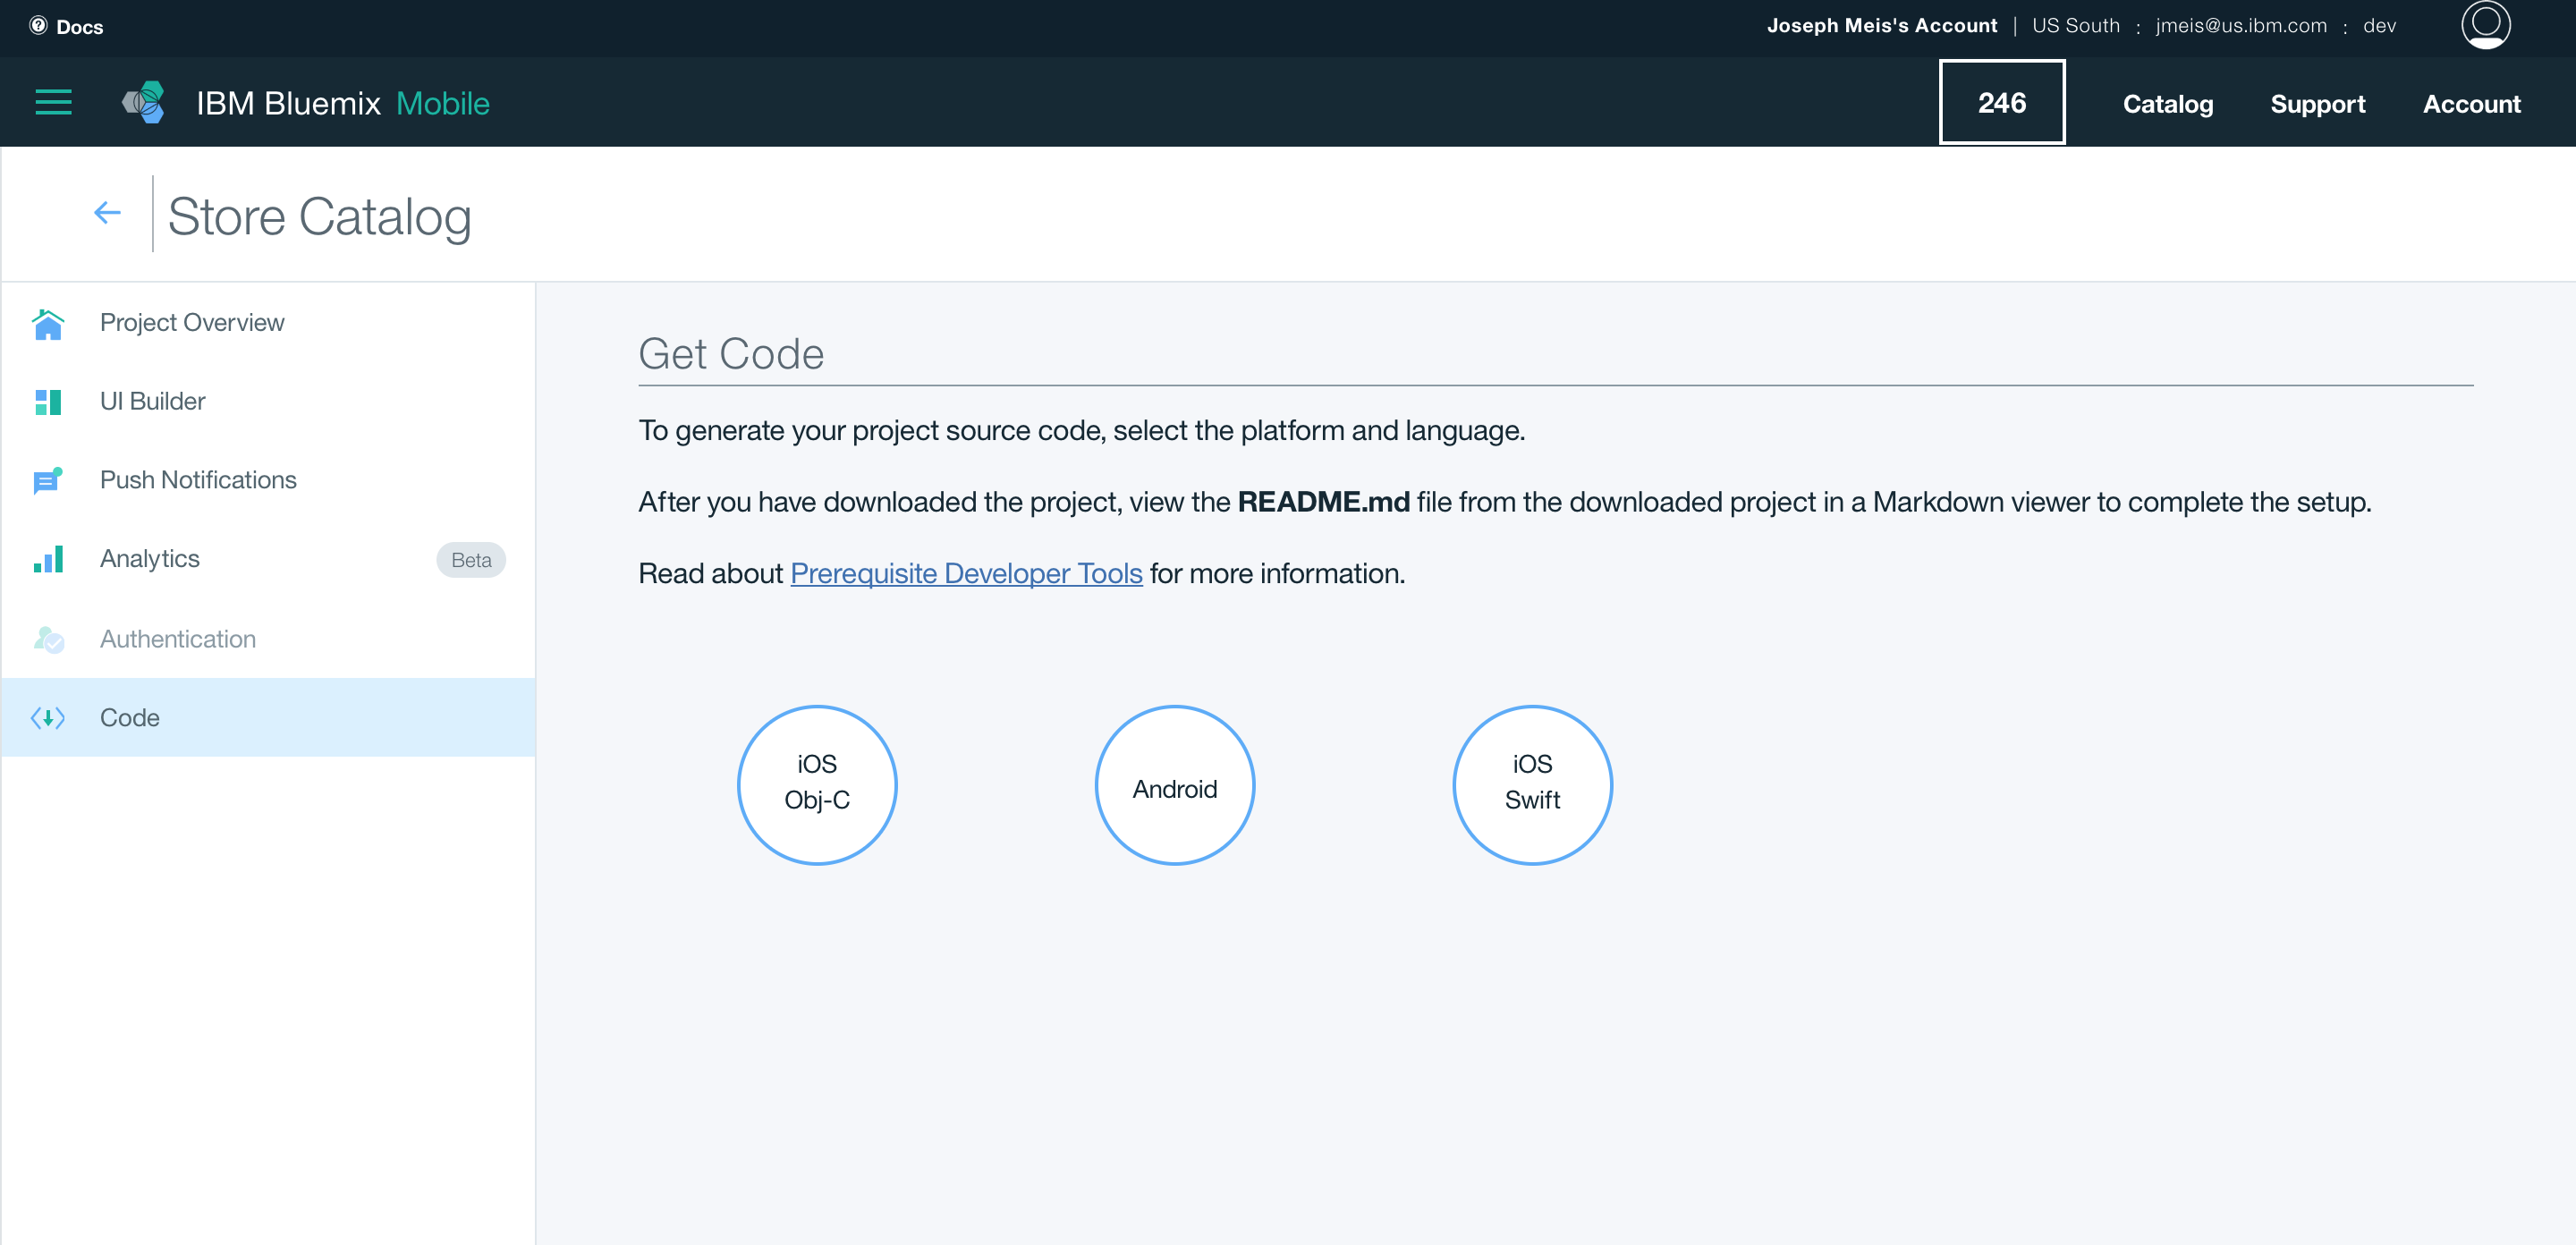 Docs
Joseph Meis's Account | US South : jmeis@us.ibm.com : dev
IBM Bluemix Mobile
246
Catalog
Support
Account
Store Catalog
Project Overview
UI Builder
Push Notifications
Analytics
Beta
Authentication
Code
Get Code
To generate your project source code, select the platform and language.
After you have downloaded the project, view the README.md file from the downloaded project in a Markdown viewer to complete the setup.
Read about Prerequisite Developer Tools for more information.
iOS
Obj-C
Android
iOS
Swift